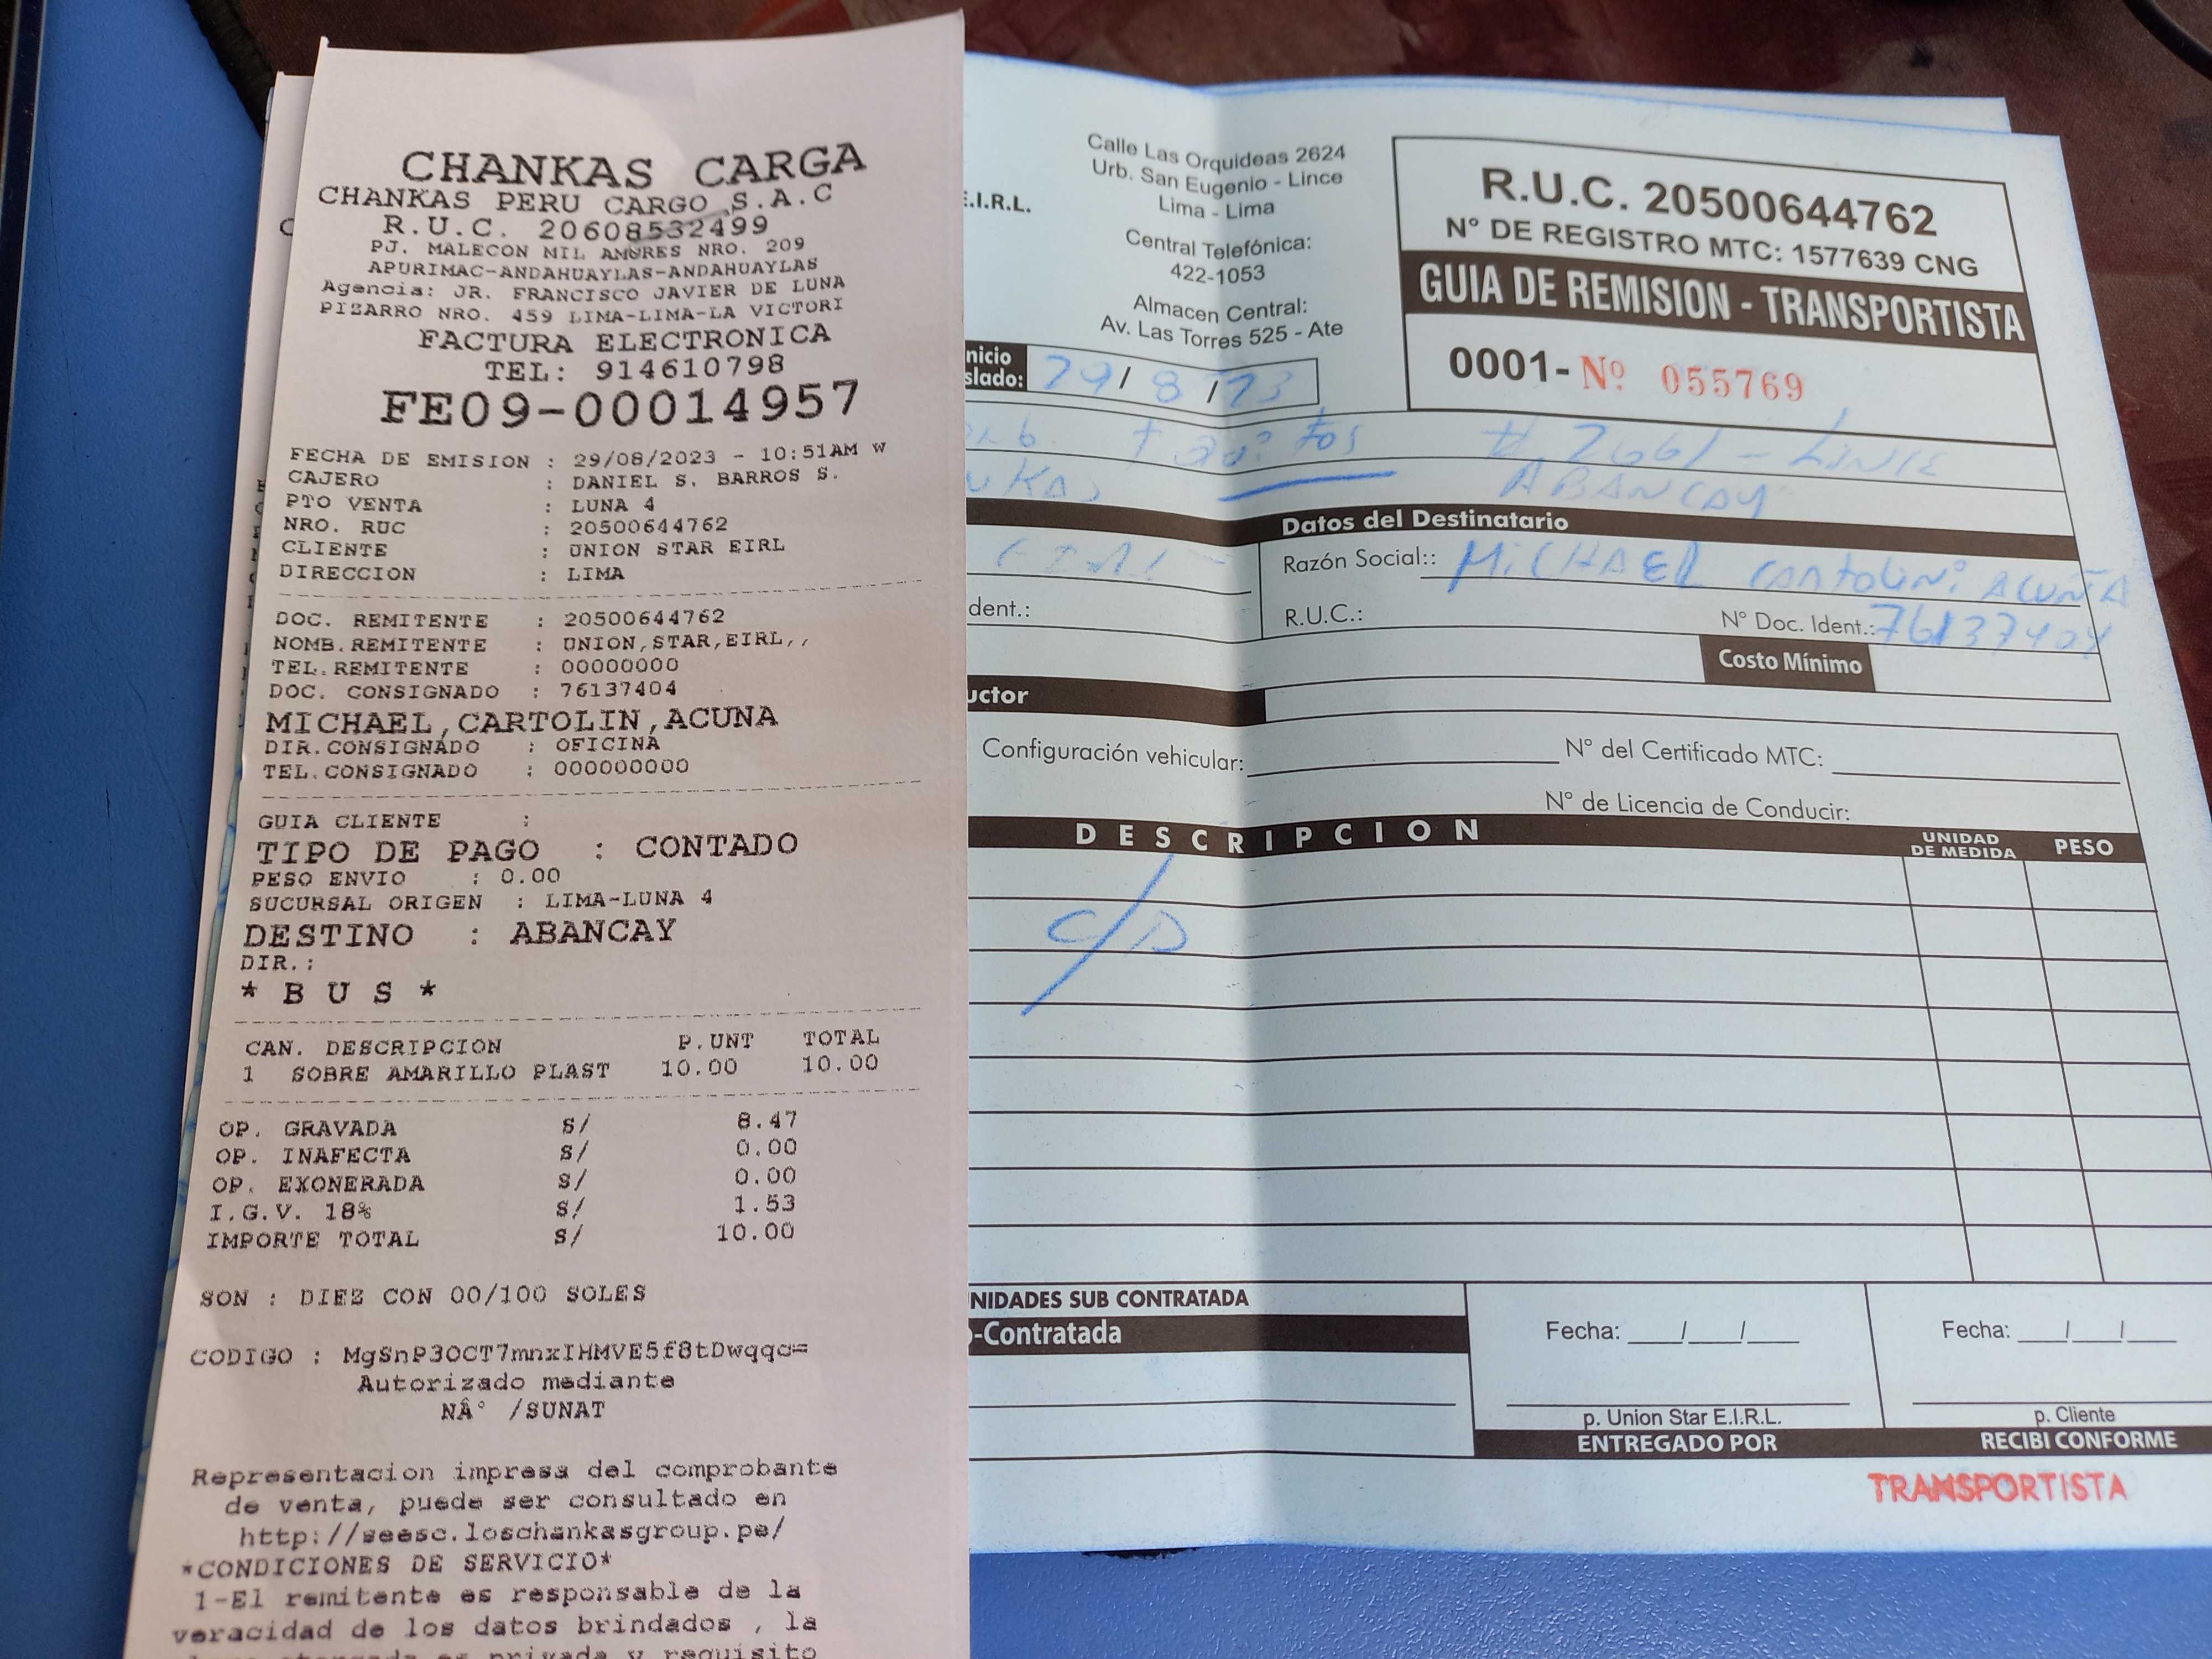 CHANKAS CARGA
CHANKAS PERU CARGO S.A.C
R.U.C. 20608532499
PJ. MALECON MIL AMORES NRO. 209
APURIMAC-ANDAHUAYLAS-ANDAHUAYLAS
Agencia: JR. FRANCISCO JAVIER DE LUNA
PIZARRO NRO. 459 LIMA-LIMA-LA VICTORI
FACTURA ELECTRONICA
TEL: 914610798
FE09-00014957
FECHA DE EMISION : 29/08/2023 - 10:51AM W
CAJERO : DANIEL S. BARROS S.
PTO VENTA : LUNA 4
NRO. RUC : 20500644762
CLIENTE : UNION STAR EIRL
DIRECCION : LIMA
DOC. REMITENTE : 20500644762
NOMB.REMITENTE : UNION,STAR,EIRL,,
TEL.REMITENTE : 00000000
DOC. CONSIGNADO : 76137404
MICHAEL,CARTOLIN,ACUNA
DIR.CONSIGNADO : OFICINA
TEL.CONSIGNADO : 000000000
GUIA CLIENTE :
TIPO DE PAGO : CONTADO
PESO ENVIO : 0.00
SUCURSAL ORIGEN : LIMA-LUNA 4
DESTINO : ABANCAY
DIR.:
* B U S *
CAN. DESCRIPCION P.UNT TOTAL
1 SOBRE AMARILLO PLAST 10.00 10.00
OP. GRAVADA S/ 8.47
OP. INAFECTA S/ 0.00
OP. EXONERADA S/ 0.00
I.G.V. 18% S/ 1.53
IMPORTE TOTAL S/ 10.00
SON : DIEZ CON 00/100 SOLES
CODIGO : MgSnP3OCT7mnxIHMVE5f8tDwqqc=
Autorizado mediante
NÂ° /SUNAT
Representacion impresa del comprobante
de venta, puede ser consultado en
http://seesc.loschankasgroup.pe/
*CONDICIONES DE SERVICIO*
1-El remitente es responsable de la
veracidad de los datos brindados , la
es privada y requisito
E.I.R.L.
Calle Las Orquideas 2624
Urb. San Eugenio - Lince
Lima - Lima
Central Telefónica:
422-1053
Almacen Central:
Av. Las Torres 525 - Ate
R.U.C. 20500644762
N° DE REGISTRO MTC: 1577639 CNG
GUIA DE REMISION - TRANSPORTISTA
0001- Nº 055769
nicio
slado: 29/ 8 /23
# 2661 - LINCE
ABANCAY
Datos del Destinatario
Razón Social:: MICHAEL CARTOLINI ACUÑA
dent.:
R.U.C.: N° Doc. Ident.: 76137404
Costo Mínimo
uctor
Configuración vehicular: N° del Certificado MTC:
N° de Licencia de Conducir:
DESCRIPCION UNIDAD DE MEDIDA PESO
C/D
NIDADES SUB CONTRATADA
-Contratada
Fecha: / /
p. Union Star E.I.R.L.
ENTREGADO POR
Fecha: / /
p. Cliente
RECIBI CONFORME
TRANSPORTISTA